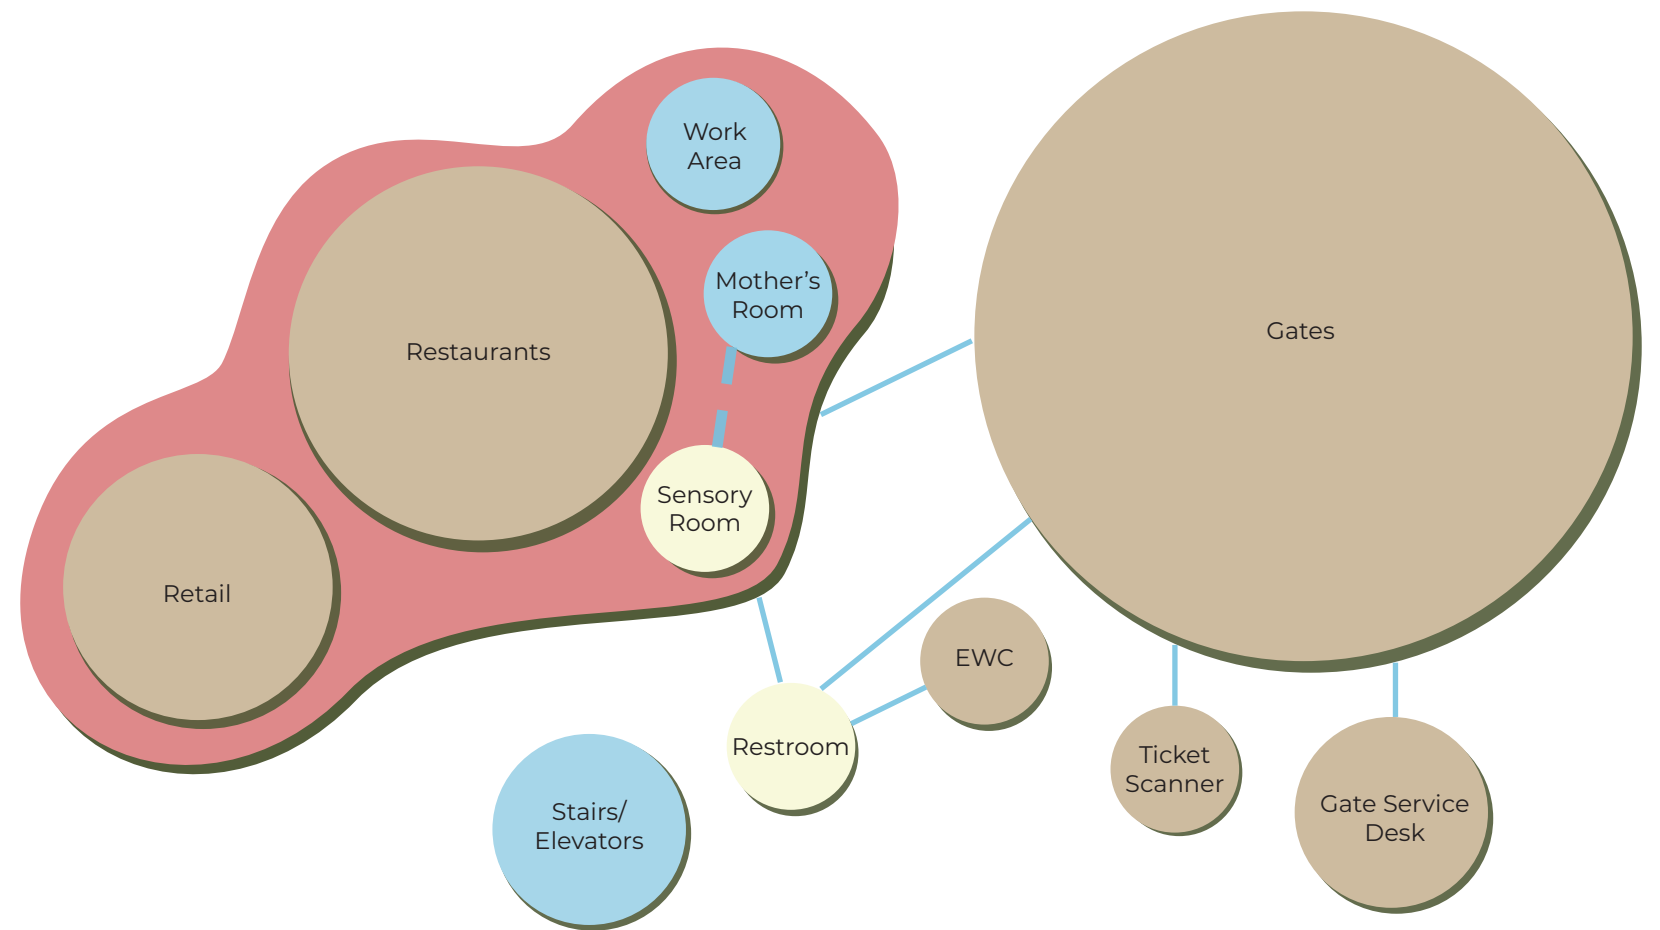 Work
Area
Mother’s
Room
Restaurants
Gates
Sensory
Room
Retail
EWC
Restroom
Ticket
Scanner
Stairs/
Elevators
Gate Service
Desk